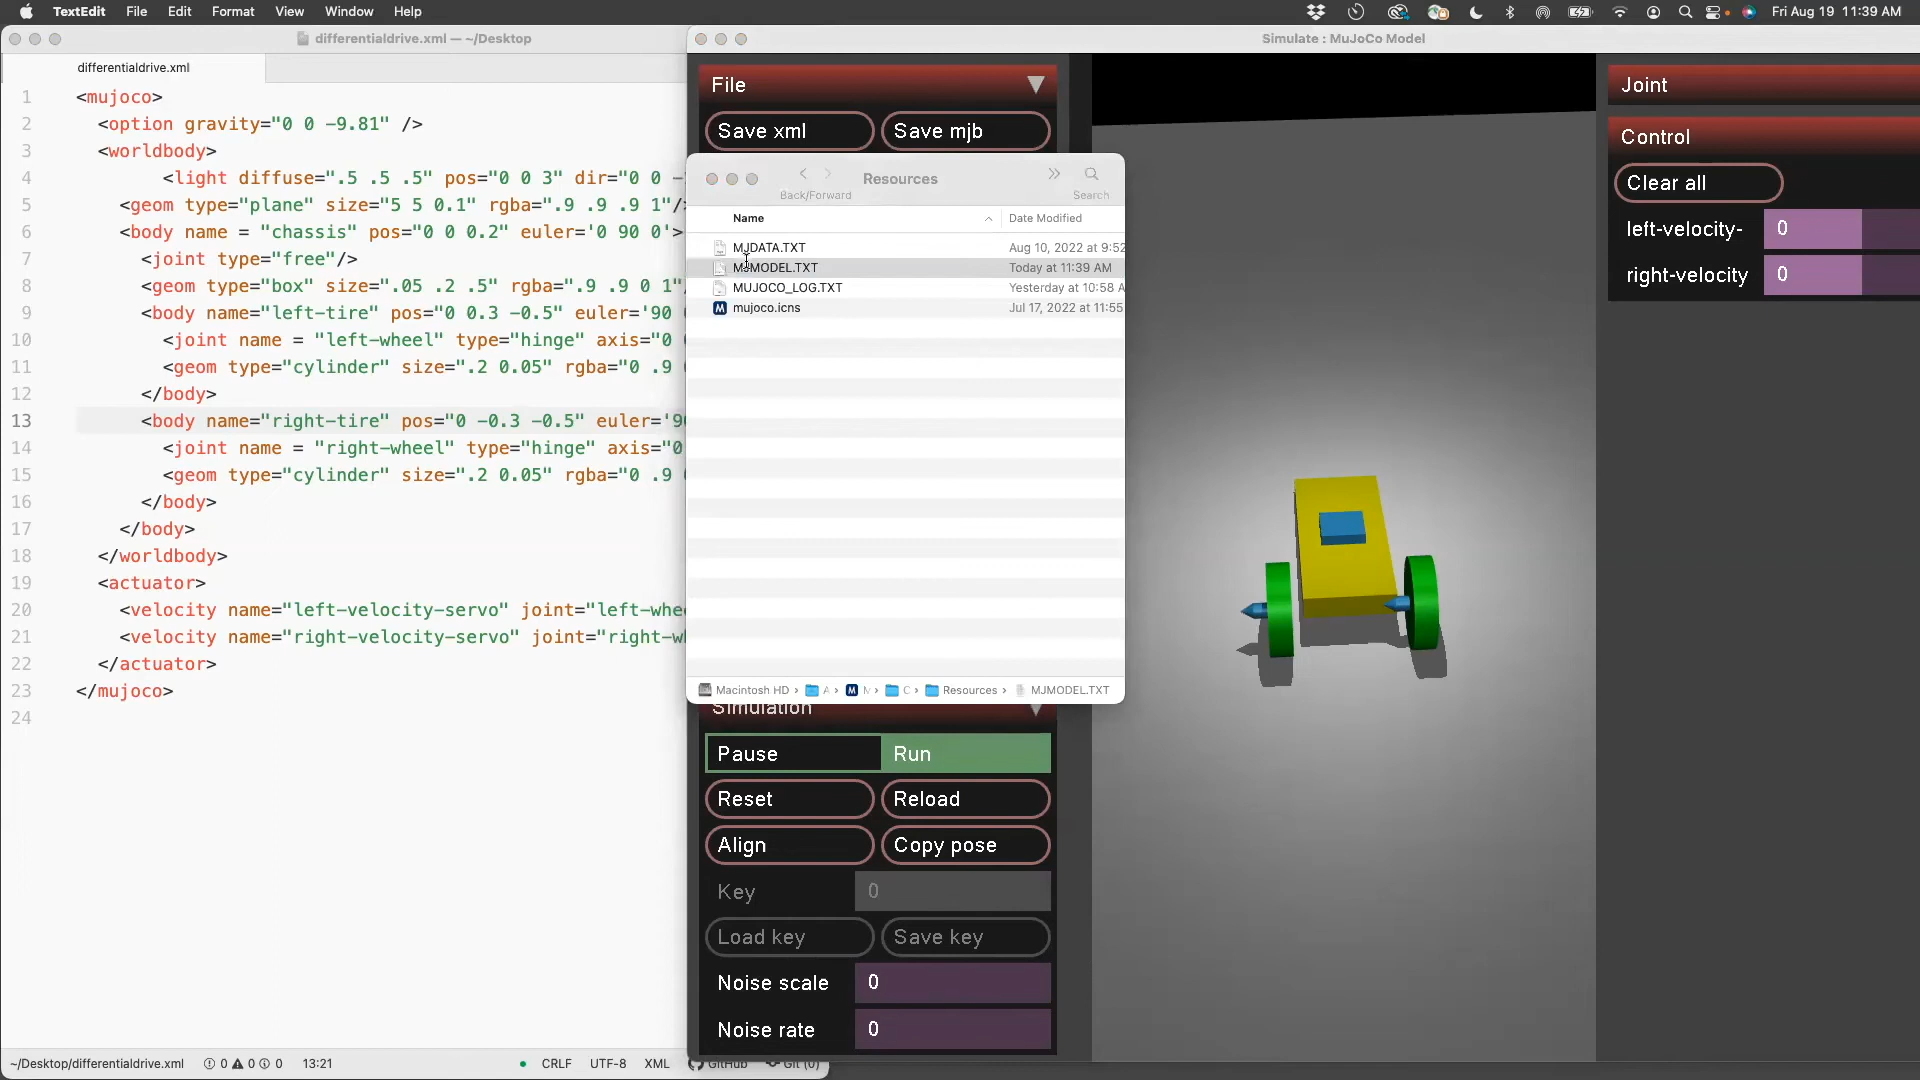 TextEdit File Edit Format View Window Help Fri Aug 19 11:39 AM
differentialdrive.xml — ~/Desktop
differentialdrive.xml
1 <mujoco>
2 <option gravity="0 0 -9.81" />
3 <worldbody>
4 <light diffuse=".5 .5 .5" pos="0 0 3" dir="0 0 -
5 <geom type="plane" size="5 5 0.1" rgba=".9 .9 .9 1"/
6 <body name = "chassis" pos="0 0 0.2" euler='0 90 0'>
7 <joint type="free"/>
8 <geom type="box" size=".05 .2 .5" rgba=".9 .9 0 1"
9 <body name="left-tire" pos="0 0.3 -0.5" euler='90
10 <joint name = "left-wheel" type="hinge" axis="0
11 <geom type="cylinder" size=".2 0.05" rgba="0 .9
12 </body>
13 <body name="right-tire" pos="0 -0.3 -0.5" euler='9
14 <joint name = "right-wheel" type="hinge" axis="0
15 <geom type="cylinder" size=".2 0.05" rgba="0 .9
16 </body>
17 </body>
18 </worldbody>
19 <actuator>
20 <velocity name="left-velocity-servo" joint="left-whe
21 <velocity name="right-velocity-servo" joint="right-w
22 </actuator>
23 </mujoco>
24
~/Desktop/differentialdrive.xml 0 0 0 13:21 CRLF UTF-8 XML GitHub Git (0)
Simulate : MuJoCo Model
File
Save xml Save mjb
Resources
Back/Forward Search
Name Date Modified
MJDATA.TXT Aug 10, 2022 at 9:52
MJMODEL.TXT Today at 11:39 AM
MUJOCO_LOG.TXT Yesterday at 10:58 A
mujoco.icns Jul 17, 2022 at 11:55
Macintosh HD › A › M › C › Resources › MJMODEL.TXT
Simulation
Pause Run
Reset Reload
Align Copy pose
Key 0
Load key Save key
Noise scale 0
Noise rate 0
Joint
Control
Clear all
left-velocity- 0
right-velocity 0